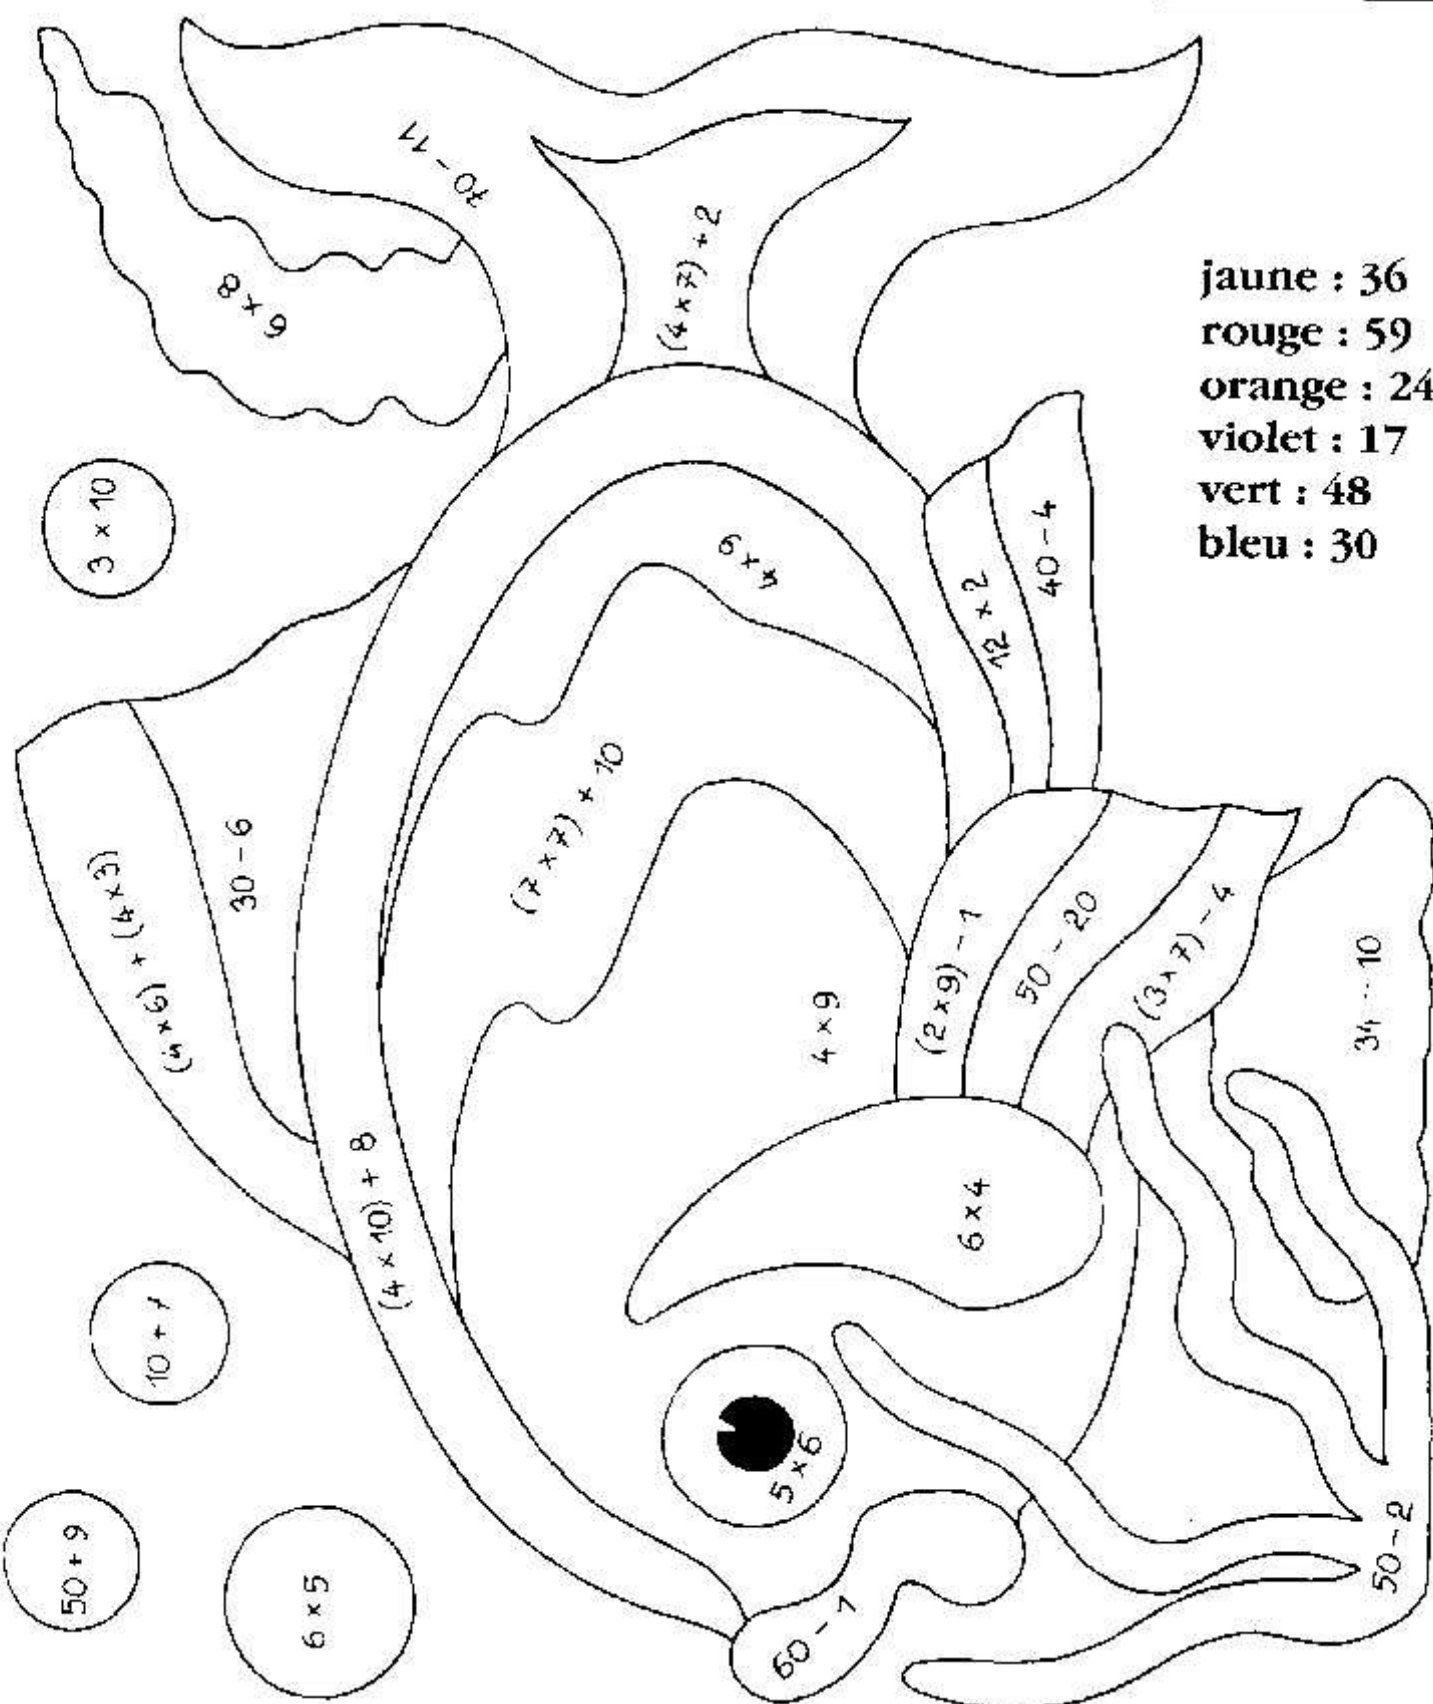 70 - 11
6 x 8
(4 x 7) + 2
jaune : 36
rouge : 59
orange : 24
violet : 17
vert : 48
bleu : 30
3 x 10
4 x 9
12 x 2
40 - 4
(4 x 6) + (4 x 3)
30 - 6
(7 x 7) + 10
4 x 9
(2 x 9) - 1
50 - 20
(3 x 7) - 4
34 - 10
(4 x 10) + 8
6 x 4
10 + 7
5 x 6
50 + 9
6 x 5
60 - 1
50 - 2